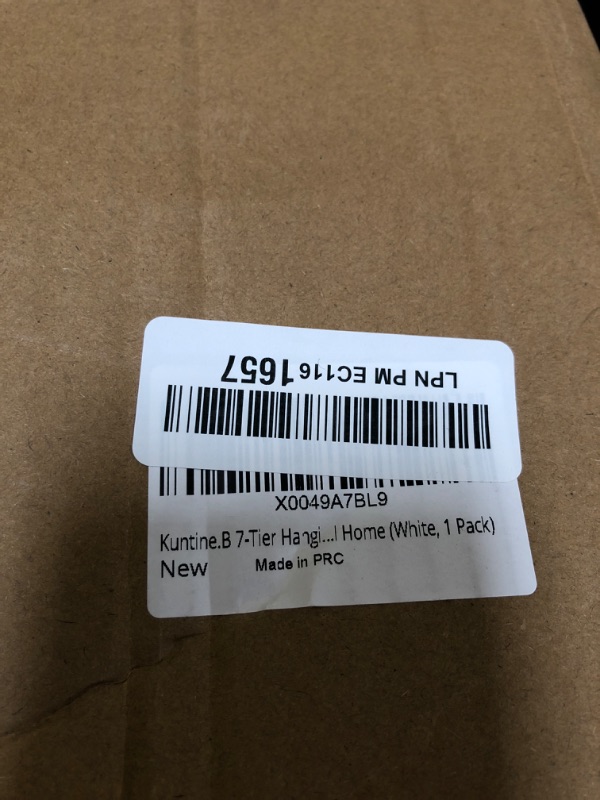 LPN PM EC116 1657
X0049A7BL9
Kuntine.B 7-Tier Hangi...l Home (White, 1 Pack)
New Made in PRC